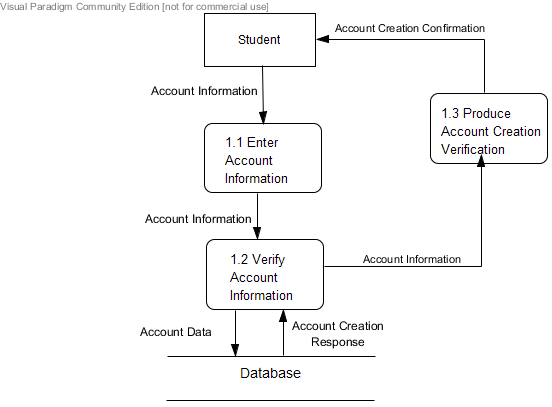 Visual Paradigm Community Edition [not for commercial use]
Student
Account Creation Confirmation
Account Information
1.1 Enter
Account
Information
1.3 Produce
Account Creation
Verification
Account Information
1.2 Verify
Account
Information
Account Information
Account Data
Account Creation
Response
Database